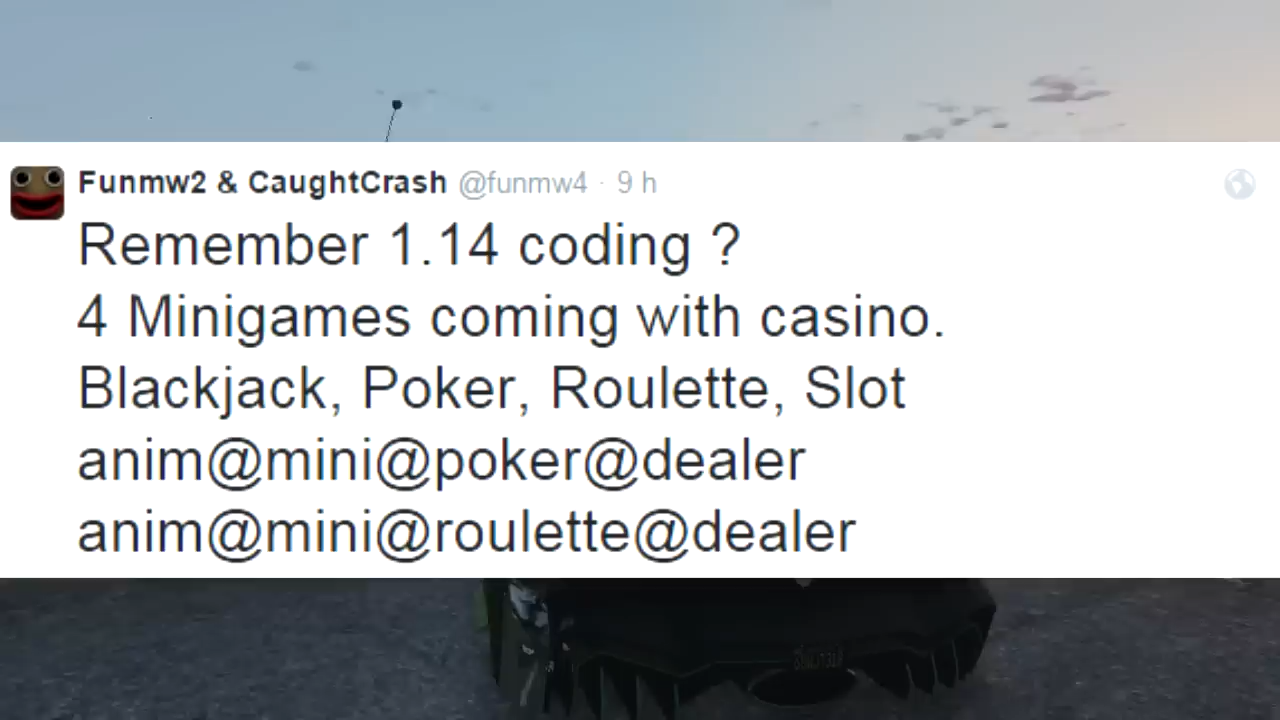 Funmw2 & CaughtCrash @funmw4 · 9 h
Remember 1.14 coding ?
4 Minigames coming with casino.
Blackjack, Poker, Roulette, Slot
anim@mini@poker@dealer
anim@mini@roulette@dealer